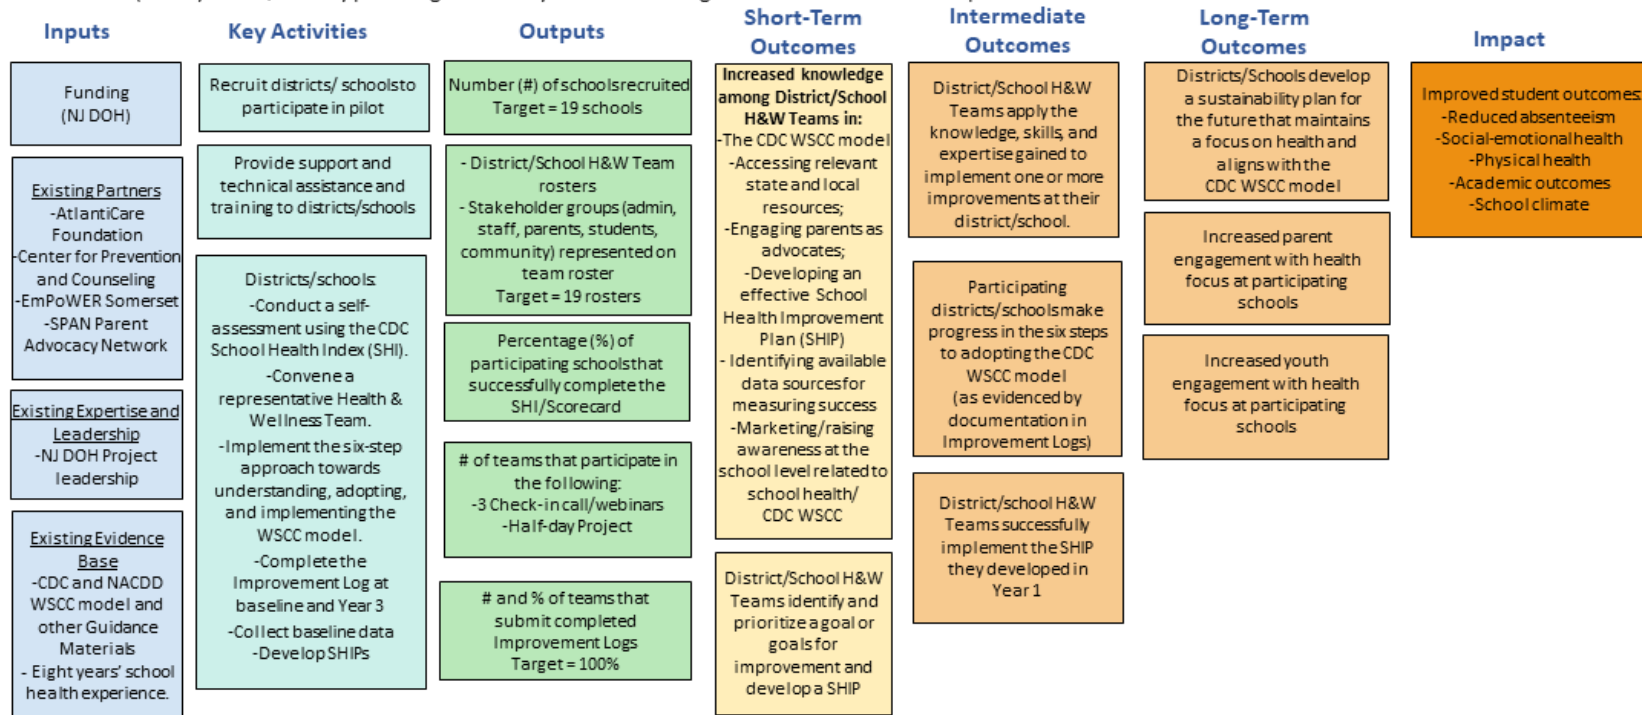 Inputs
Key Activities
Outputs
Short-Term
Outcomes
Intermediate
Outcomes
Long-Term
Outcomes
Impact
Funding
(NJ DOH)
Existing Partners
-AtlantiCare
Foundation
-Center for Prevention
and Counseling
-EmPoWER Somerset
-SPAN Parent
Advocacy Network
Existing Expertise and
Leadership
-NJ DOH Project
leadership
Existing Evidence
Base
-CDC and NACDD
WSCC model and
other Guidance
Materials
- Eight years' school
health experience.
Recruit districts/ schools to
participate in pilot
Provide support and
technical assistance and
training to districts/schools
Districts/schools:
-Conduct a self-
assessment using the CDC
School Health Index (SHI).
-Convene a
representative Health &
Wellness Team.
-Implement the six-step
approach towards
understanding, adopting,
and implementing the
WSCC model.
-Complete the
Improvement Log at
baseline and Year 3
-Collect baseline data
-Develop SHIPs
Number (#) of schools recruited
Target = 19 schools
- District/School H&W Team
rosters
- Stakeholder groups (admin,
staff, parents, students,
community) represented on
team roster
Target = 19 rosters
Percentage (%) of
participating schools that
successfully complete the
SHI/Scorecard
# of teams that participate in
the following:
-3 Check-in call/webinars
-Half-day Project
# and % of teams that
submit completed
Improvement Logs
Target = 100%
Increased knowledge
among District/School
H&W Teams in:
-The CDC WSCC model
-Accessing relevant
state and local
resources;
-Engaging parents as
advocates;
-Developing an
effective School
Health Improvement
Plan (SHIP)
- Identifying available
data sources for
measuring success
-Marketing/raising
awareness at the
school level related to
school health/
CDC WSCC
District/School H&W
Teams identify and
prioritize a goal or
goals for
improvement and
develop a SHIP
District/School H&W
Teams apply the
knowledge, skills, and
expertise gained to
implement one or more
improvements at their
district/school.
Participating
districts/schools make
progress in the six steps
to adopting the CDC
WSCC model
(as evidenced by
documentation in
Improvement Logs)
District/school H&W
Teams successfully
implement the SHIP
they developed in
Year 1
Districts/Schools develop
a sustainability plan for
the future that maintains
a focus on health and
aligns with the
CDC WSCC model
Increased parent
engagement with health
focus at participating
schools
Increased youth
engagement with health
focus at participating
schools
Improved student outcomes:
-Reduced absenteeism
-Social-emotional health
-Physical health
-Academic outcomes
-School climate